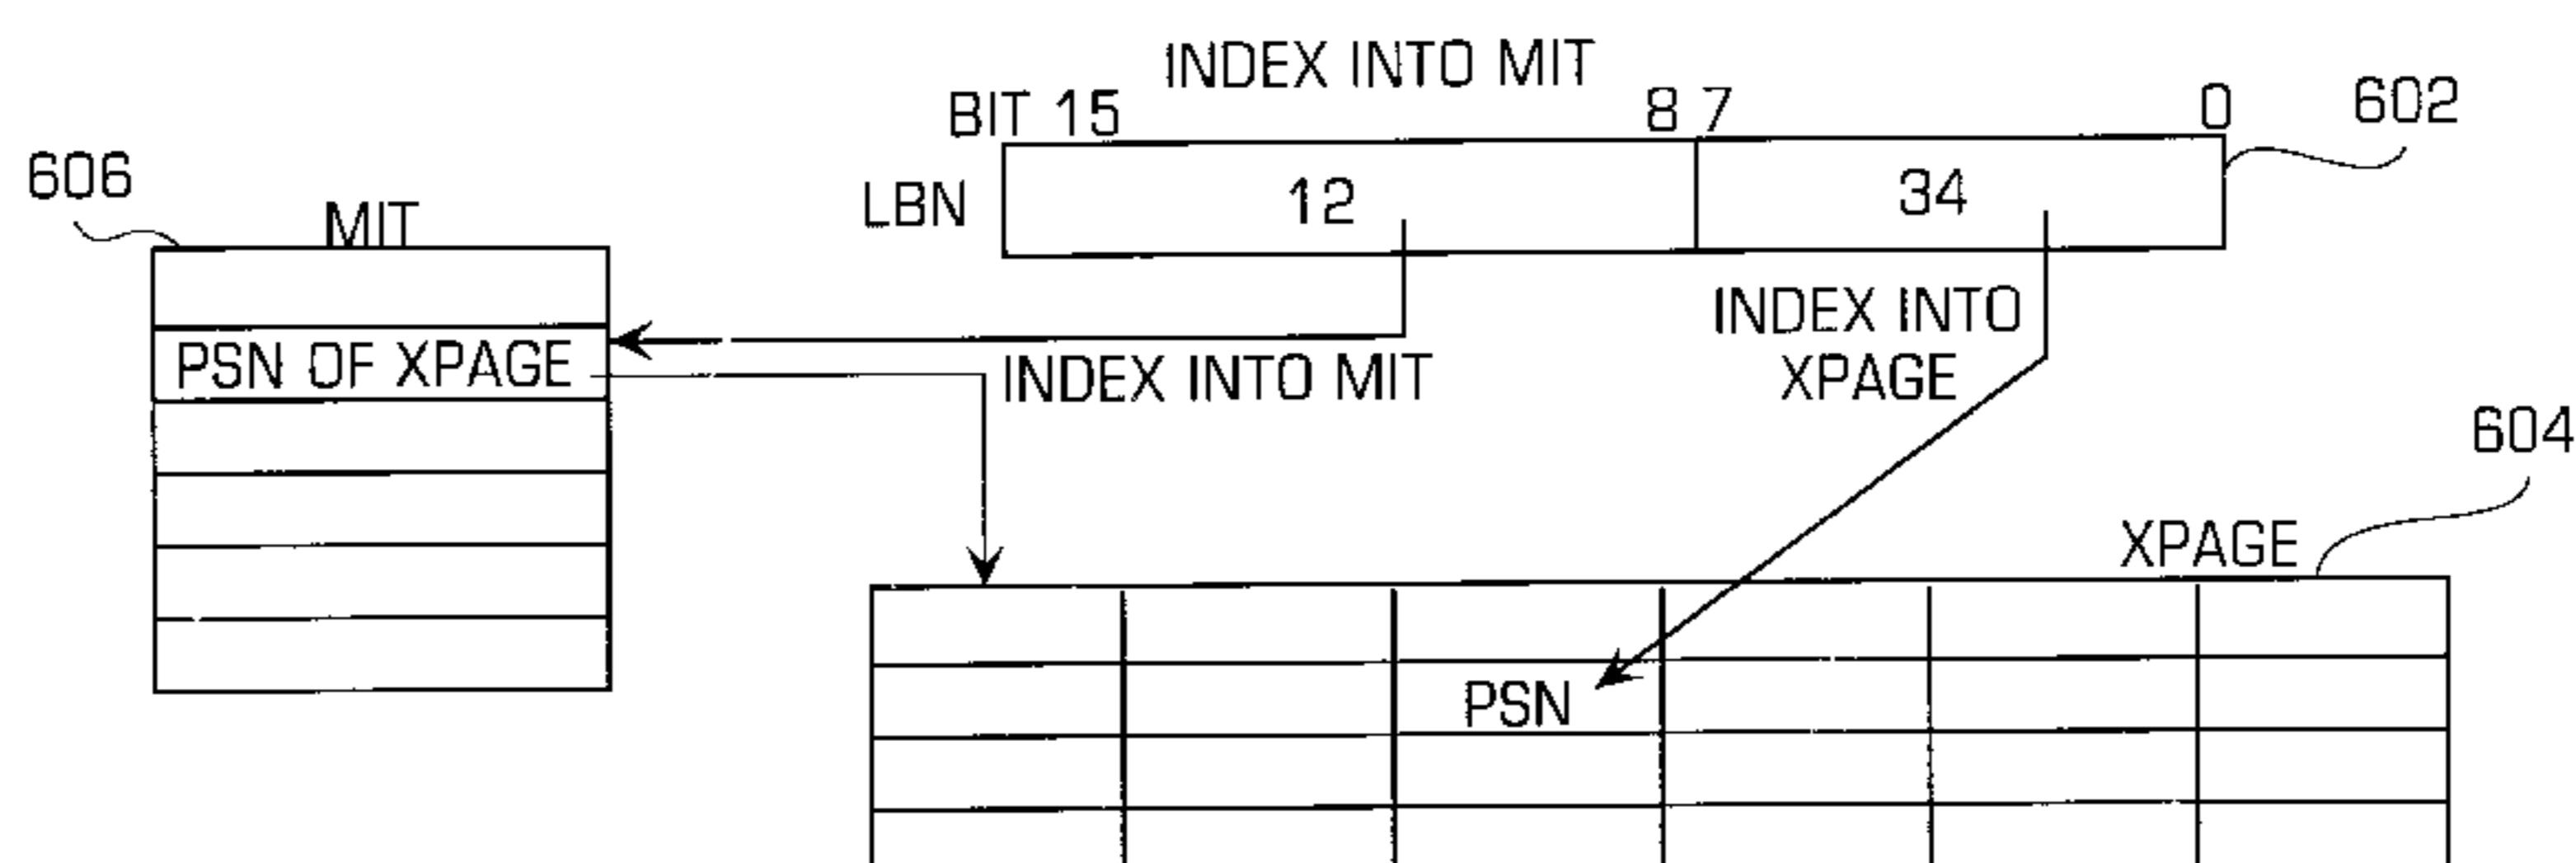 INDEX INTO MIT
BIT 15 8 7 0 602
606
LBN 12 34
MIT
INDEX INTO
XPAGE
PSN OF XPAGE
INDEX INTO MIT
604
XPAGE
PSN